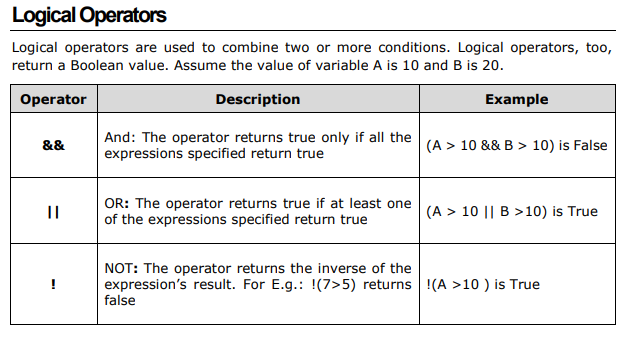 Logical Operators
Logical operators are used to combine two or more conditions. Logical operators, too,
return a Boolean value. Assume the value of variable A is 10 and B is 20.
Operator Description Example
&& And: The operator returns true only if all the
expressions specified return true (A > 10 && B > 10) is False
|| OR: The operator returns true if at least one
of the expressions specified return true (A > 10 || B >10) is True
! NOT: The operator returns the inverse of the
expression’s result. For E.g.: !(7>5) returns
false !(A >10 ) is True